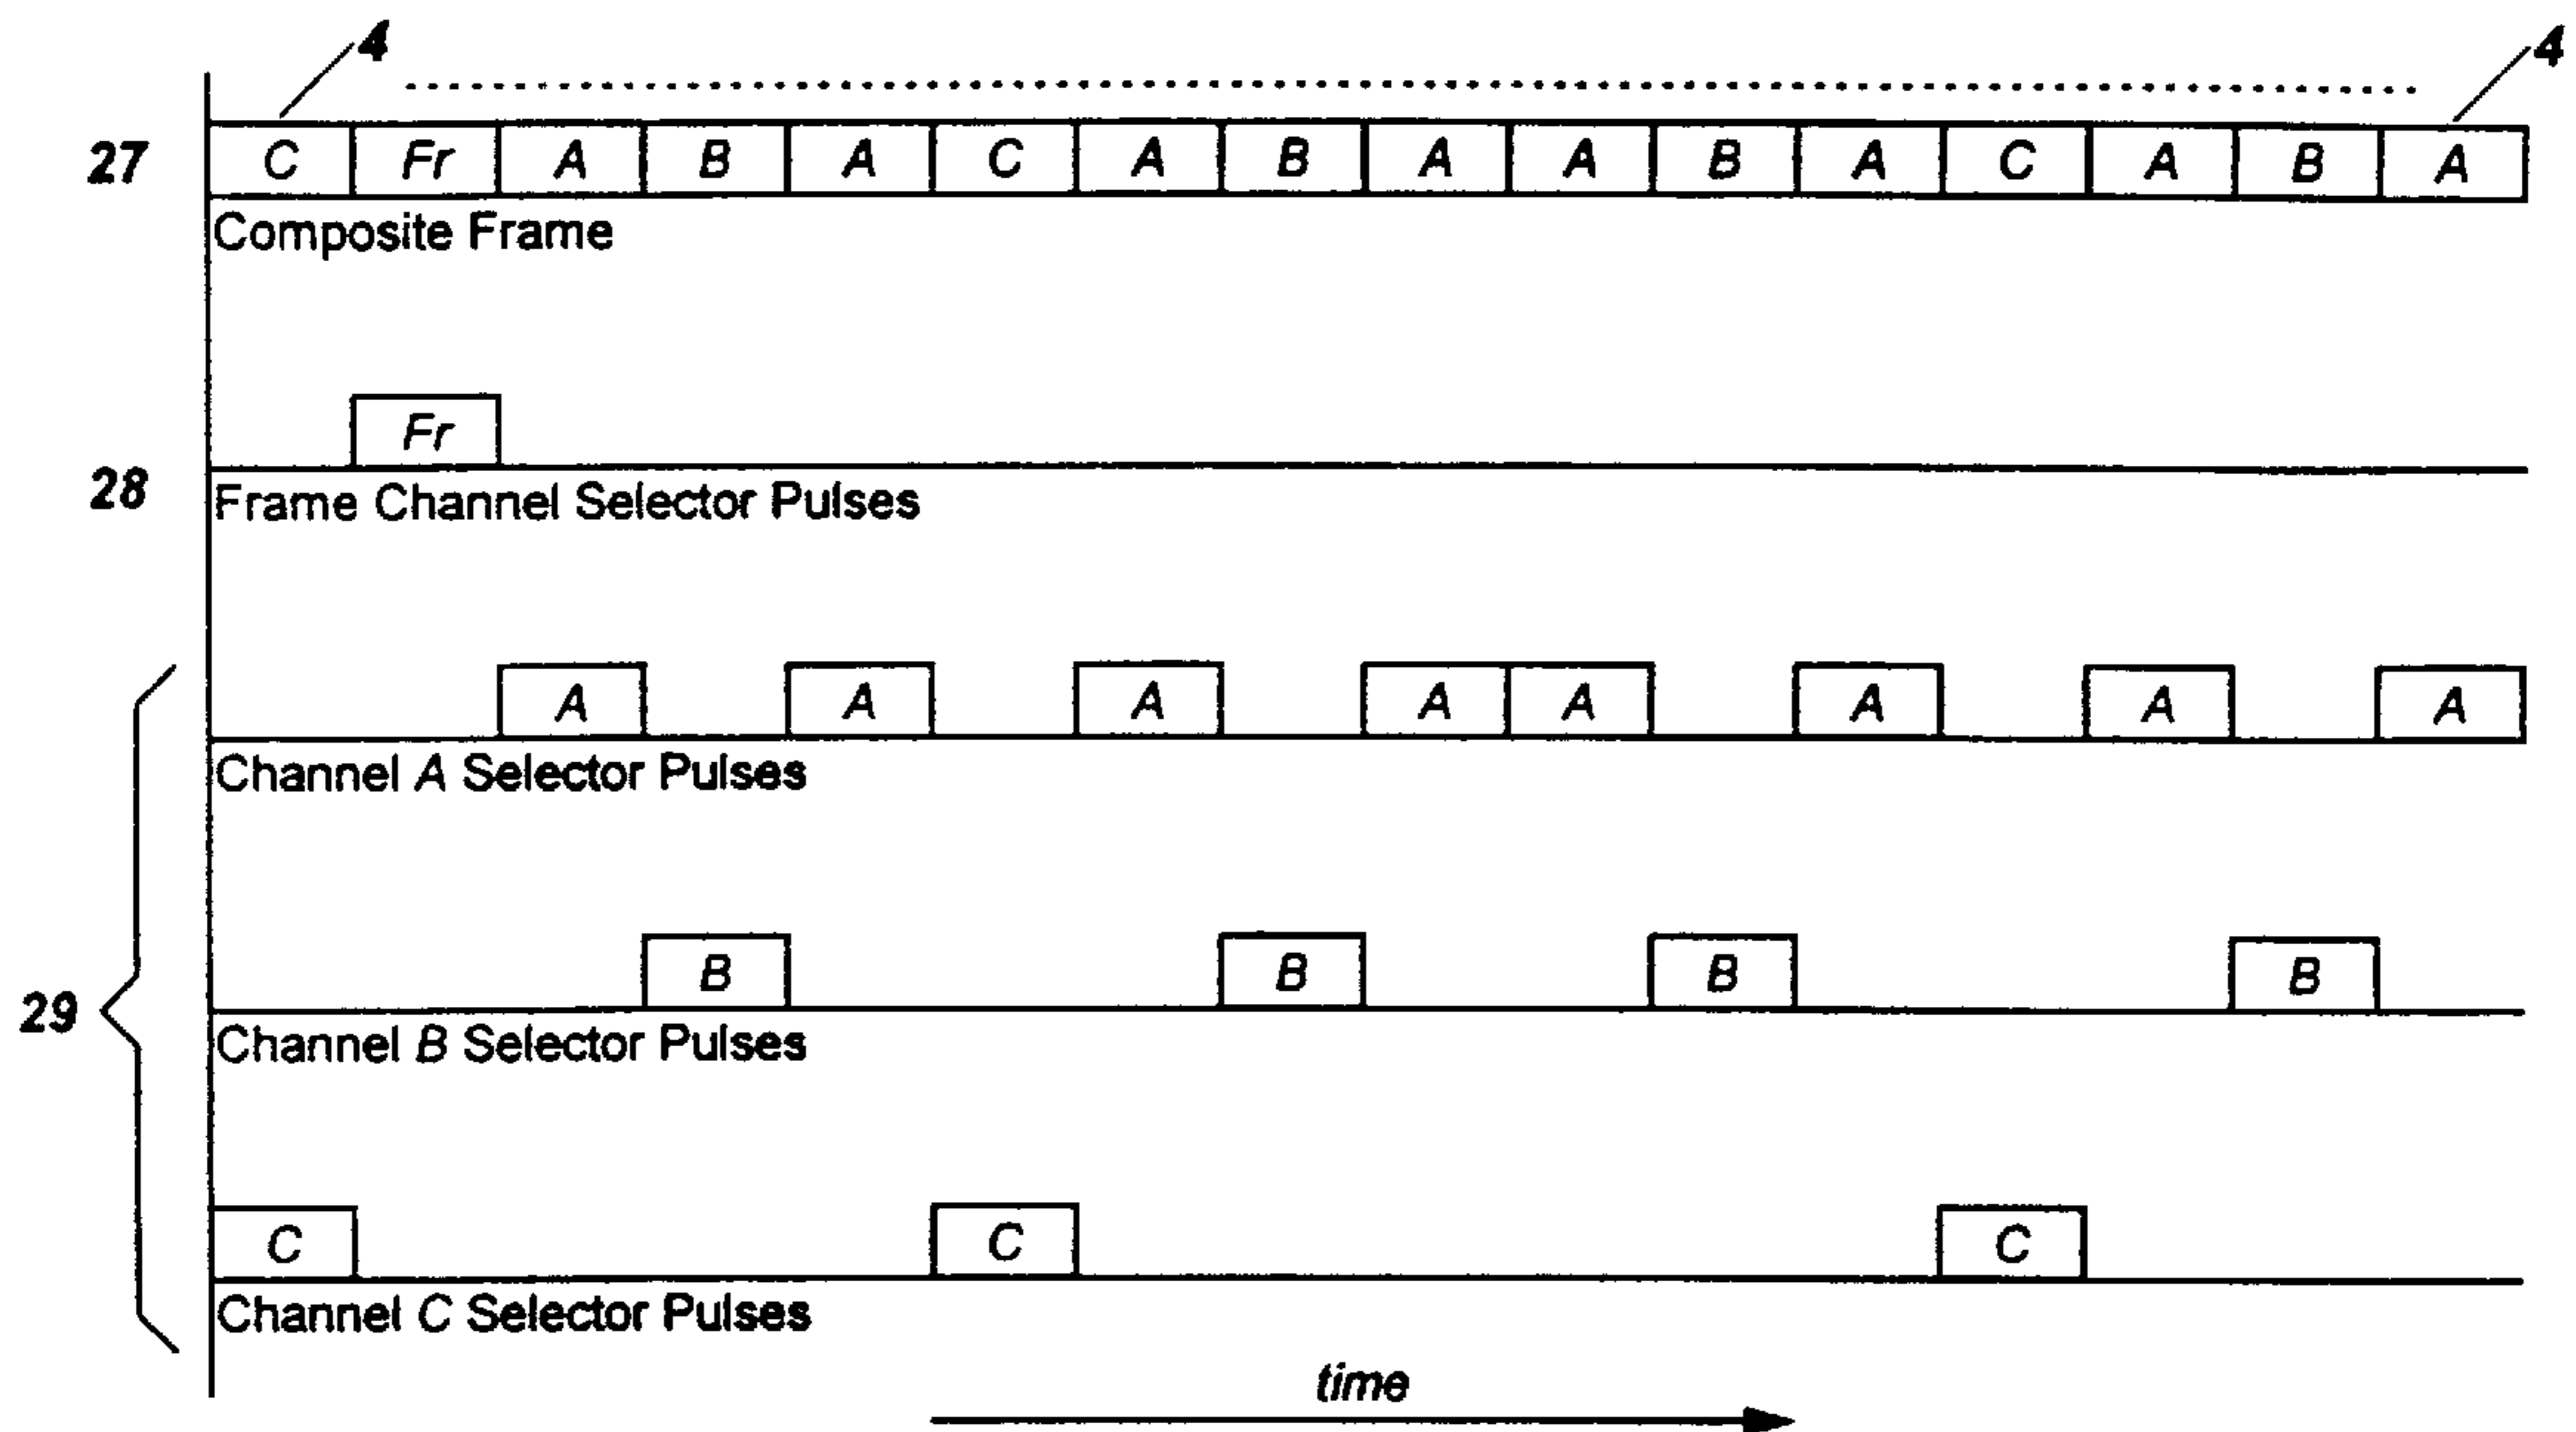 4 4
27 C Fr A B A C A B A A B A C A B A
Composite Frame
Fr
28
Frame Channel Selector Pulses
A A A A A A A A
Channel A Selector Pulses
B B B B
29
Channel B Selector Pulses
C C C
Channel C Selector Pulses
time